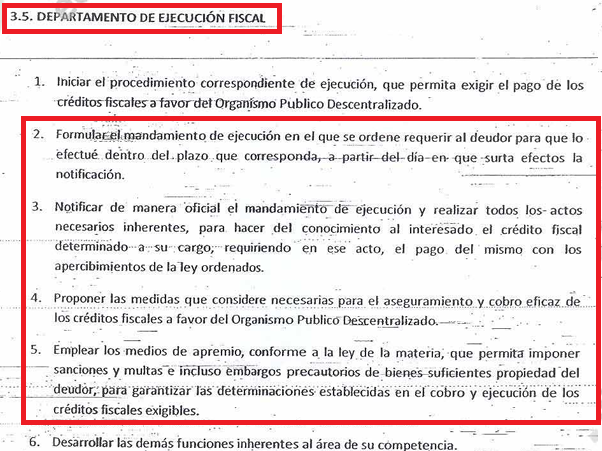 3.5. DEPARTAMENTO DE EJECUCIÓN FISCAL
1. Iniciar el procedimiento correspondiente de ejecución, que permita exigir el pago de los
créditos fiscales a favor del Organismo Publico Descentralizado.
2. Formular el mandamiento de ejecución en el que se ordene requerir al deudor para que lo
efectué dentro del plazo que corresponda, a partir del día en que surta efectos la
notificación.
3. Notificar de manera oficial el mandamiento de ejecución y realizar todos los actos
necesarios inherentes, para hacer del conocimiento al interesado el crédito fiscal
determinado a su cargo, requiriendo en ese acto, el pago del mismo con los
apercibimientos de la ley ordenados.
4. Proponer las medidas que considere necesarias para el aseguramiento y cobro eficaz de
los créditos fiscales a favor del Organismo Publico Descentralizado.
5. Emplear los medios de apremio, conforme a la ley de la materia, que permita imponer
sanciones y multas e incluso embargos precautorios de bienes suficientes propiedad del
deudor, para garantizar las determinaciones establecidas en el cobro y ejecución de los
créditos fiscales exigibles.
6. Desarrollar las demás funciones inherentes al área de su competencia.